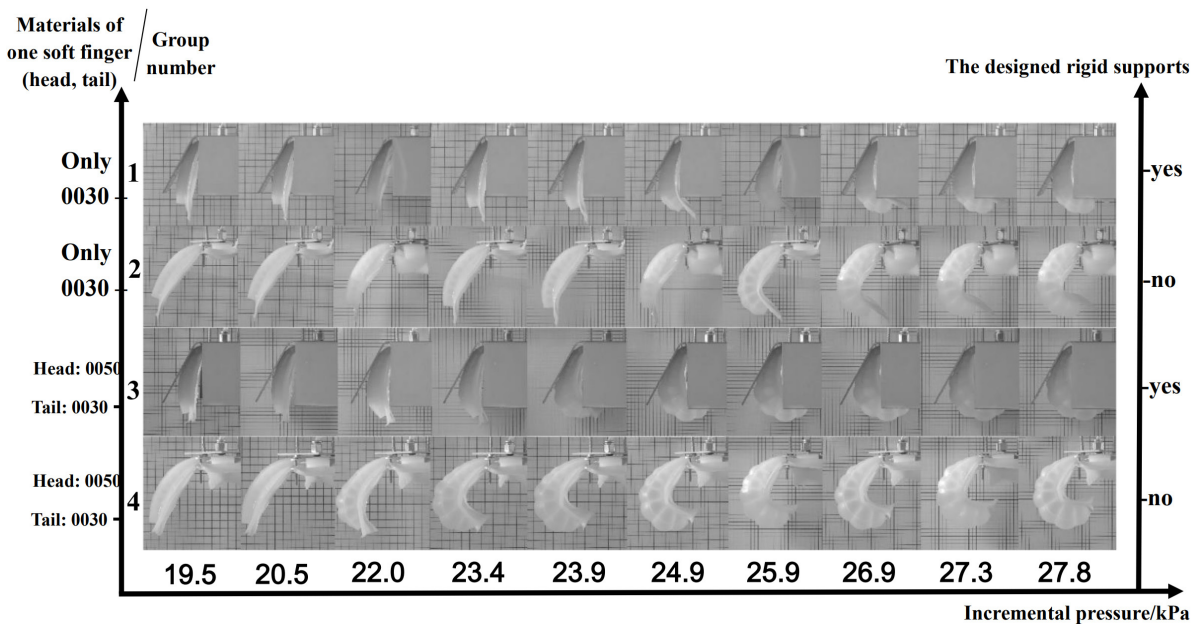 Materials of
one soft finger
(head, tail)
/
Group
number
The designed rigid supports
Only
0030
1
-yes
Only
0030
2
-no
Head: 0050
Tail: 0030
3
-yes
Head: 0050
Tail: 0030
4
-no
19.5 20.5 22.0 23.4 23.9 24.9 25.9 26.9 27.3 27.8
Incremental pressure/kPa